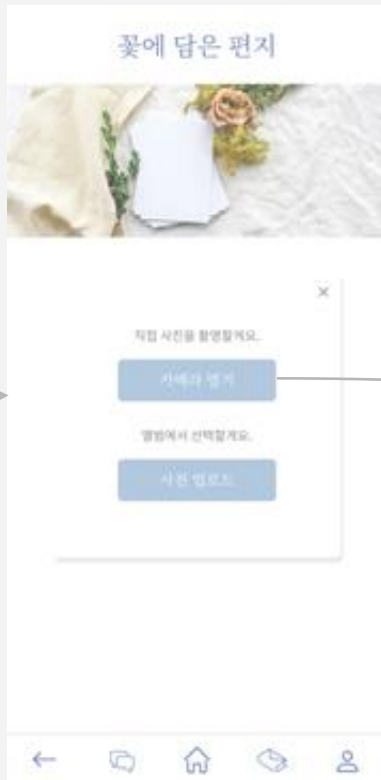 꽃에 담은 편지
×
직접 사진을 촬영할게요.
카메라 열기
앨범에서 선택할게요.
사진 업로드